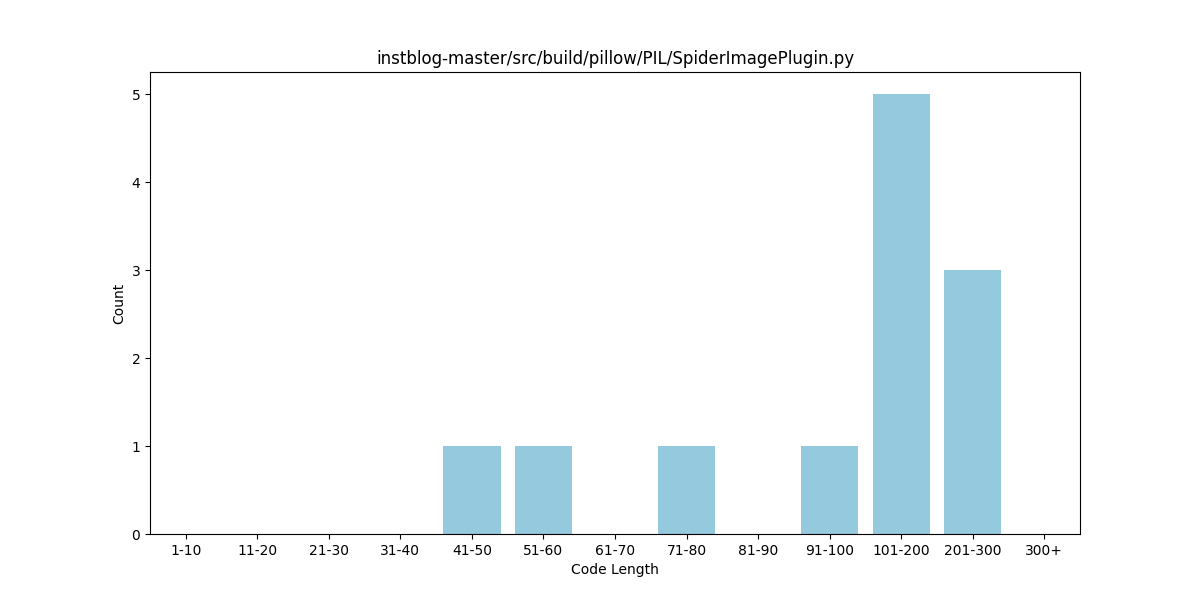 instblog-master/src/build/pillow/PIL/SpiderImagePlugin.py
5
4
3
2
1
0
Count
1-10 11-20 21-30 31-40 41-50 51-60 61-70 71-80 81-90 91-100 101-200 201-300 300+
Code Length